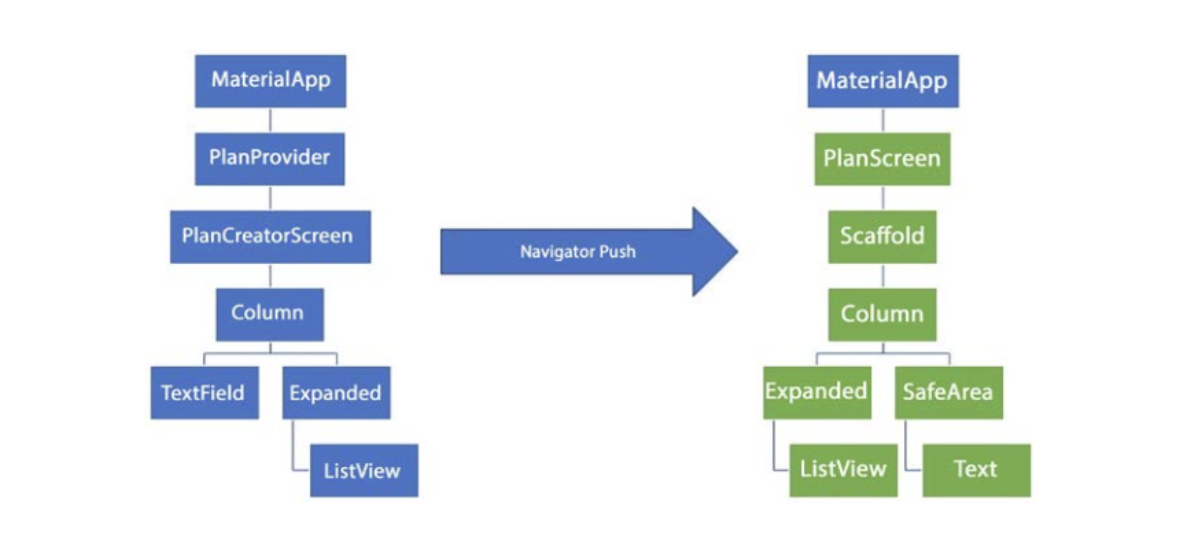 MaterialApp
PlanProvider
PlanCreatorScreen
Column
TextField
Expanded
ListView
Navigator Push
MaterialApp
PlanScreen
Scaffold
Column
Expanded
SafeArea
ListView
Text